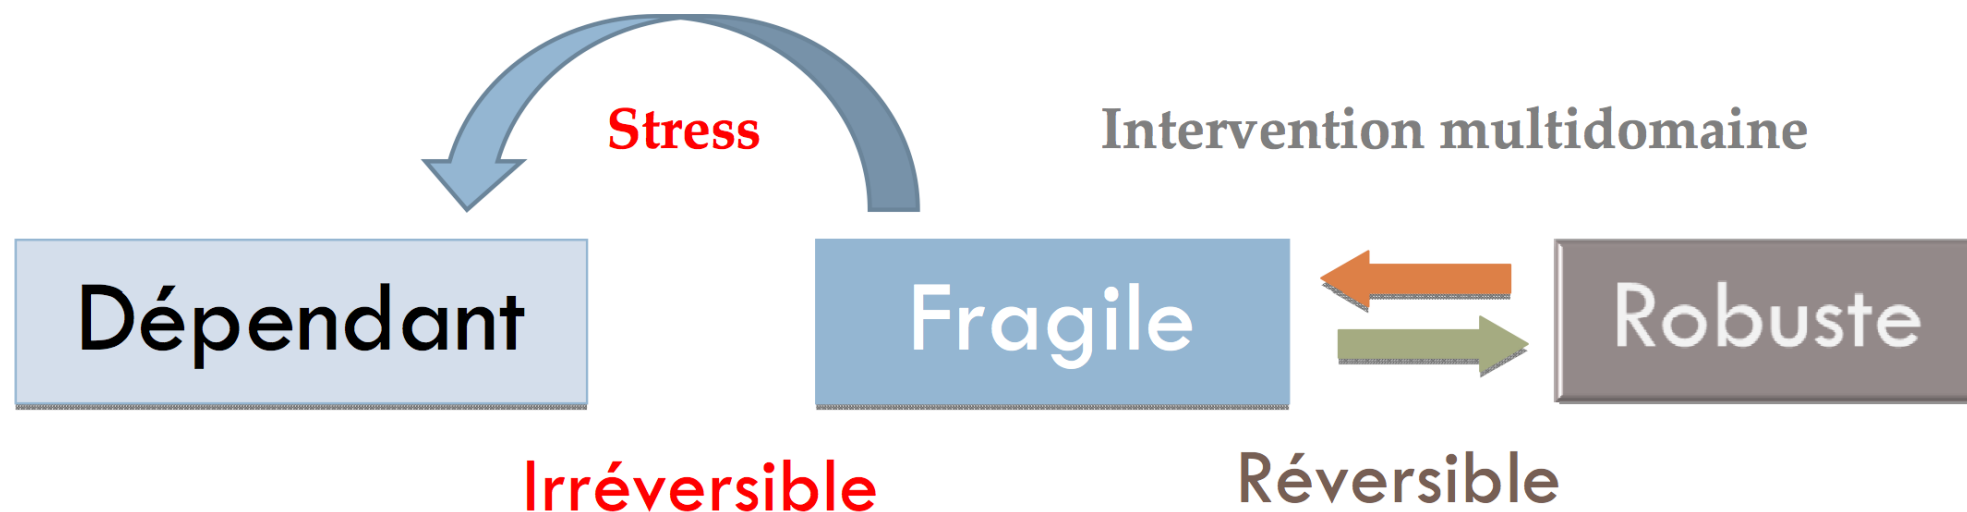 Stress
Intervention multidomaine
Dépendant
Fragile
Robuste
Irréversible
Réversible